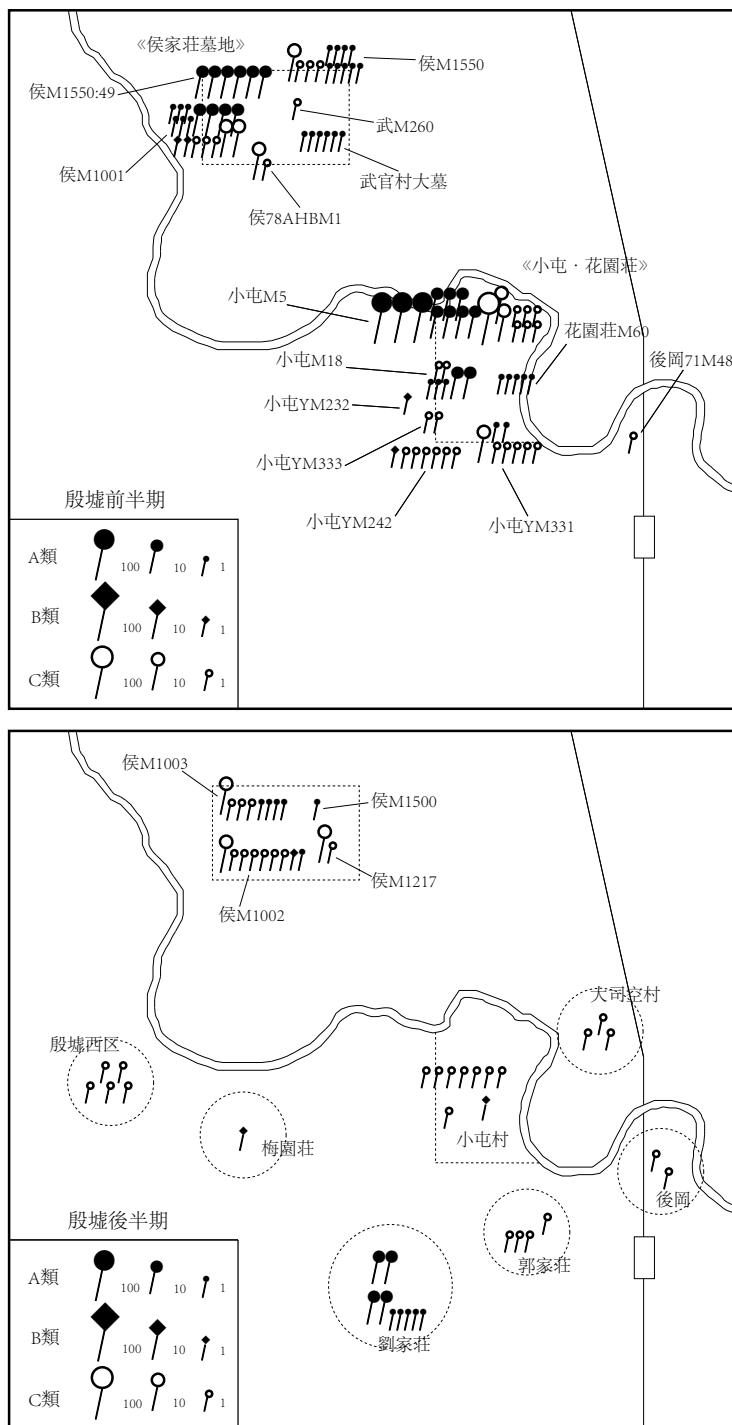 《侯家荘墓地》
侯M1550
侯M1550:49
武M260
侯M1001
武官村大墓
侯78AHBM1
《小屯・花園荘》
小屯M5
花園荘M60
後岡71M48
小屯M18
小屯YM232
小屯YM333
小屯YM242
小屯YM331
殷墟前半期
A類 100 10 1
B類 100 10 1
C類 100 10 1
侯M1003
侯M1500
侯M1217
侯M1002
大司空村
殷墟西区
梅園荘
小屯村
後岡
郭家荘
劉家荘
殷墟後半期
A類 100 10 1
B類 100 10 1
C類 100 10 1